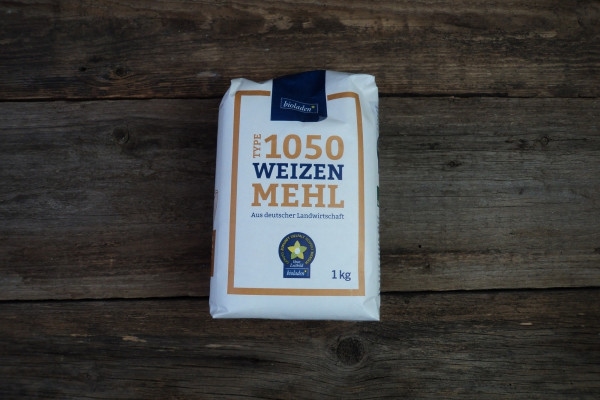 bioladen*
TYPE
1050
WEIZEN
MEHL
Aus deutscher Landwirtschaft
bioladen*
1 kg